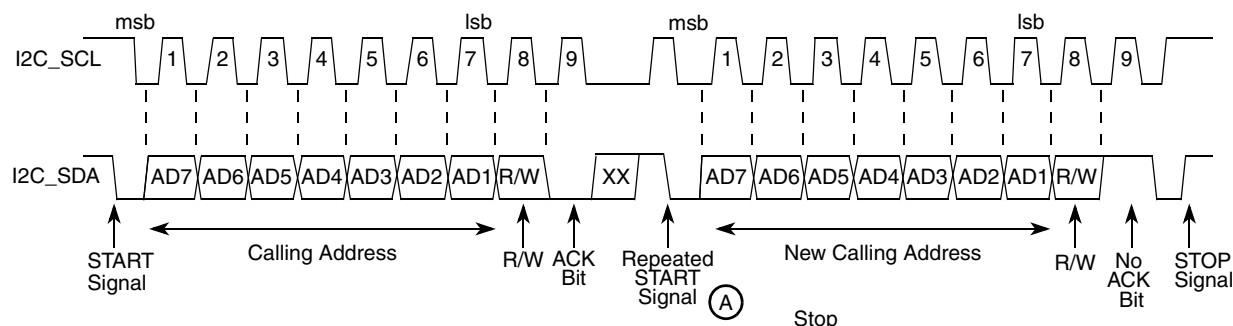 msb lsb msb lsb
I2C_SCL 1 2 3 4 5 6 7 8 9 1 2 3 4 5 6 7 8 9
I2C_SDA AD7 AD6 AD5 AD4 AD3 AD2 AD1 R/W XX AD7 AD6 AD5 AD4 AD3 AD2 AD1 R/W
START
Signal
Calling Address
R/W
ACK
Bit
Repeated
START
Signal
A
New Calling Address
R/W
No
ACK
Bit
STOP
Signal
Stop